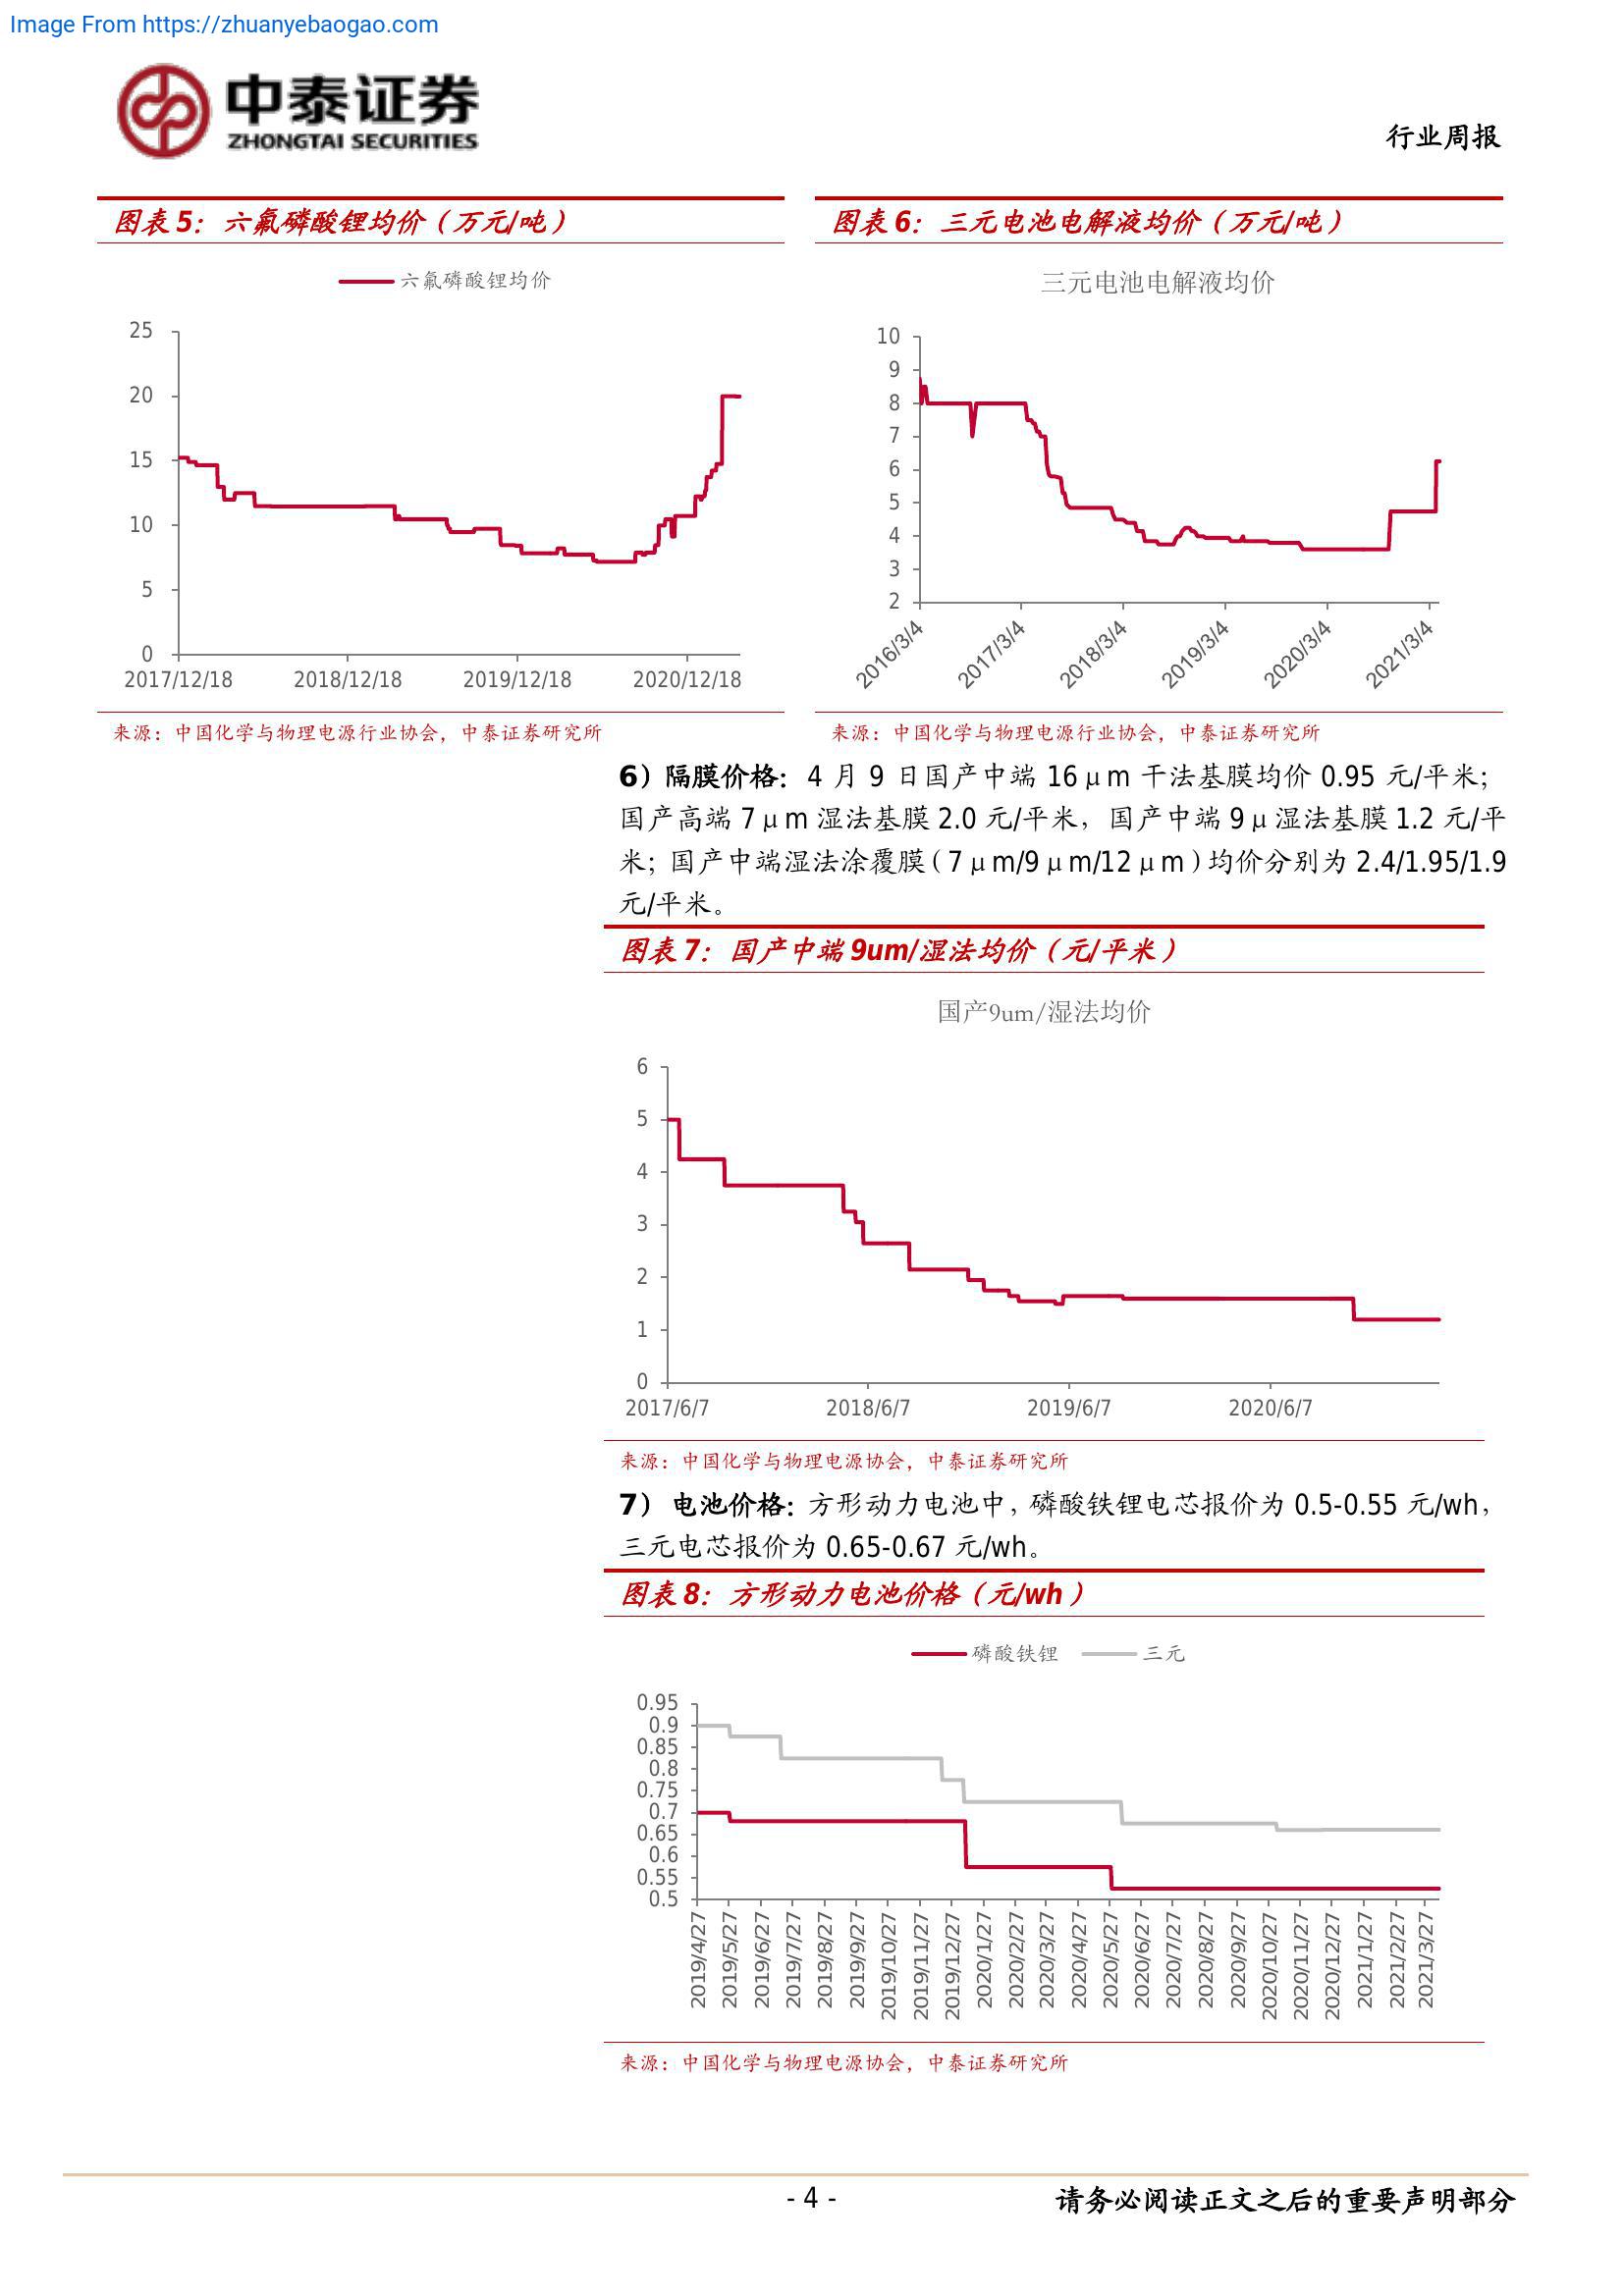 Image From https://zhuanyebaogao.com
中泰证券
ZHONGTAI SECURITIES
行业周报
图表5：六氟磷酸锂均价（万元/吨）
六氟磷酸锂均价
25
20
15
10
5
0
2017/12/18 2018/12/18 2019/12/18 2020/12/18
来源：中国化学与物理电源行业协会，中泰证券研究所
图表6：三元电池电解液均价（万元/吨）
三元电池电解液均价
10
9
8
7
6
5
4
3
2
2016/3/4 2017/3/4 2018/3/4 2019/3/4 2020/3/4 2021/3/4
来源：中国化学与物理电源行业协会，中泰证券研究所
6）隔膜价格：4 月 9 日国产中端 16μm 干法基膜均价 0.95 元/平米；
国产高端 7μm 湿法基膜 2.0 元/平米，国产中端 9μ湿法基膜 1.2 元/平
米；国产中端湿法涂覆膜（7μm/9μm/12μm）均价分别为 2.4/1.95/1.9
元/平米。
图表7：国产中端9um/湿法均价（元/平米）
国产9um/湿法均价
6
5
4
3
2
1
0
2017/6/7 2018/6/7 2019/6/7 2020/6/7
来源：中国化学与物理电源协会，中泰证券研究所
7） 电池价格：方形动力电池中，磷酸铁锂电芯报价为 0.5-0.55 元/wh，
三元电芯报价为 0.65-0.67 元/wh。
图表8：方形动力电池价格（元/wh）
磷酸铁锂 三元
0.95
0.9
0.85
0.8
0.75
0.7
0.65
0.6
0.55
0.5
2019/4/27 2019/5/27 2019/6/27 2019/7/27 2019/8/27 2019/9/27 2019/10/27 2019/11/27 2019/12/27 2020/1/27 2020/2/27 2020/3/27 2020/4/27 2020/5/27 2020/6/27 2020/7/27 2020/8/27 2020/9/27 2020/10/27 2020/11/27 2020/12/27 2021/1/27 2021/2/27 2021/3/27
来源：中国化学与物理电源协会，中泰证券研究所
- 4 -
请务必阅读正文之后的重要声明部分